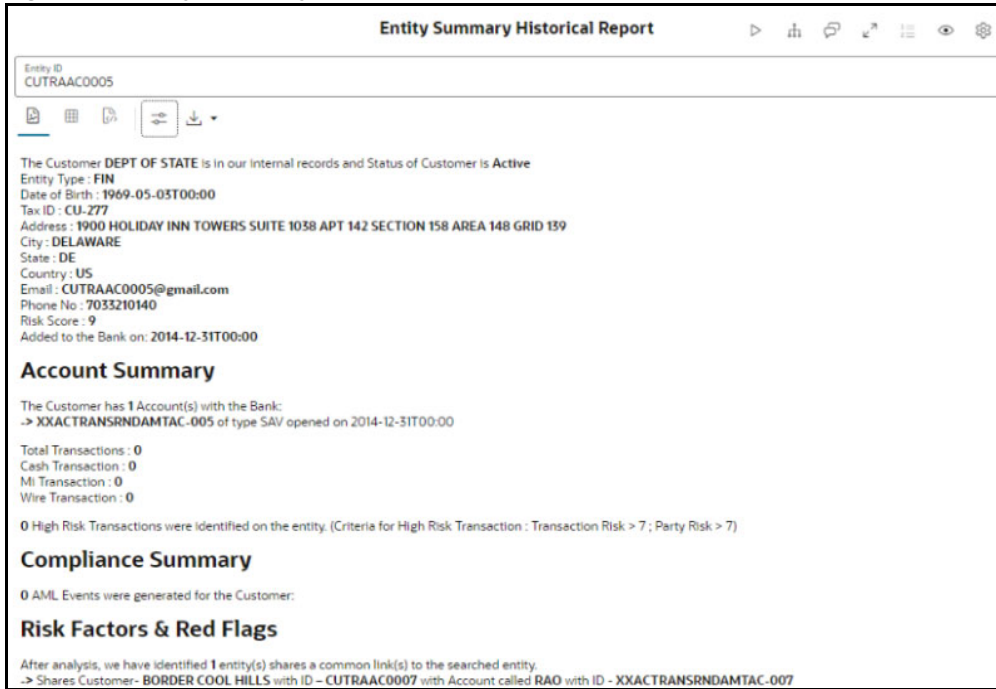 Entity Summary Historical Report
Entity ID
CUTRAAC0005
The Customer DEPT OF STATE is in our internal records and Status of Customer is Active
Entity Type : FIN
Date of Birth : 1969-05-03T00:00
Tax ID : CU-277
Address : 1900 HOLIDAY INN TOWERS SUITE 1038 APT 142 SECTION 158 AREA 148 GRID 139
City : DELAWARE
State : DE
Country : US
Email : CUTRAAC0005@gmail.com
Phone No : 7033210140
Risk Score : 9
Added to the Bank on: 2014-12-31T00:00
Account Summary
The Customer has 1 Account(s) with the Bank:
-> XXACTRANSRNDAMTAC-005 of type SAV opened on 2014-12-31T00:00
Total Transactions : 0
Cash Transaction : 0
Mi Transaction : 0
Wire Transaction : 0
0 High Risk Transactions were identified on the entity. (Criteria for High Risk Transaction : Transaction Risk > 7 ; Party Risk > 7)
Compliance Summary
0 AML Events were generated for the Customer:
Risk Factors & Red Flags
After analysis, we have identified 1 entity(s) shares a common link(s) to the searched entity.
-> Shares Customer- BORDER COOL HILLS with ID – CUTRAAC0007 with Account called RAO with ID - XXACTRANSRNDAMTAC-007